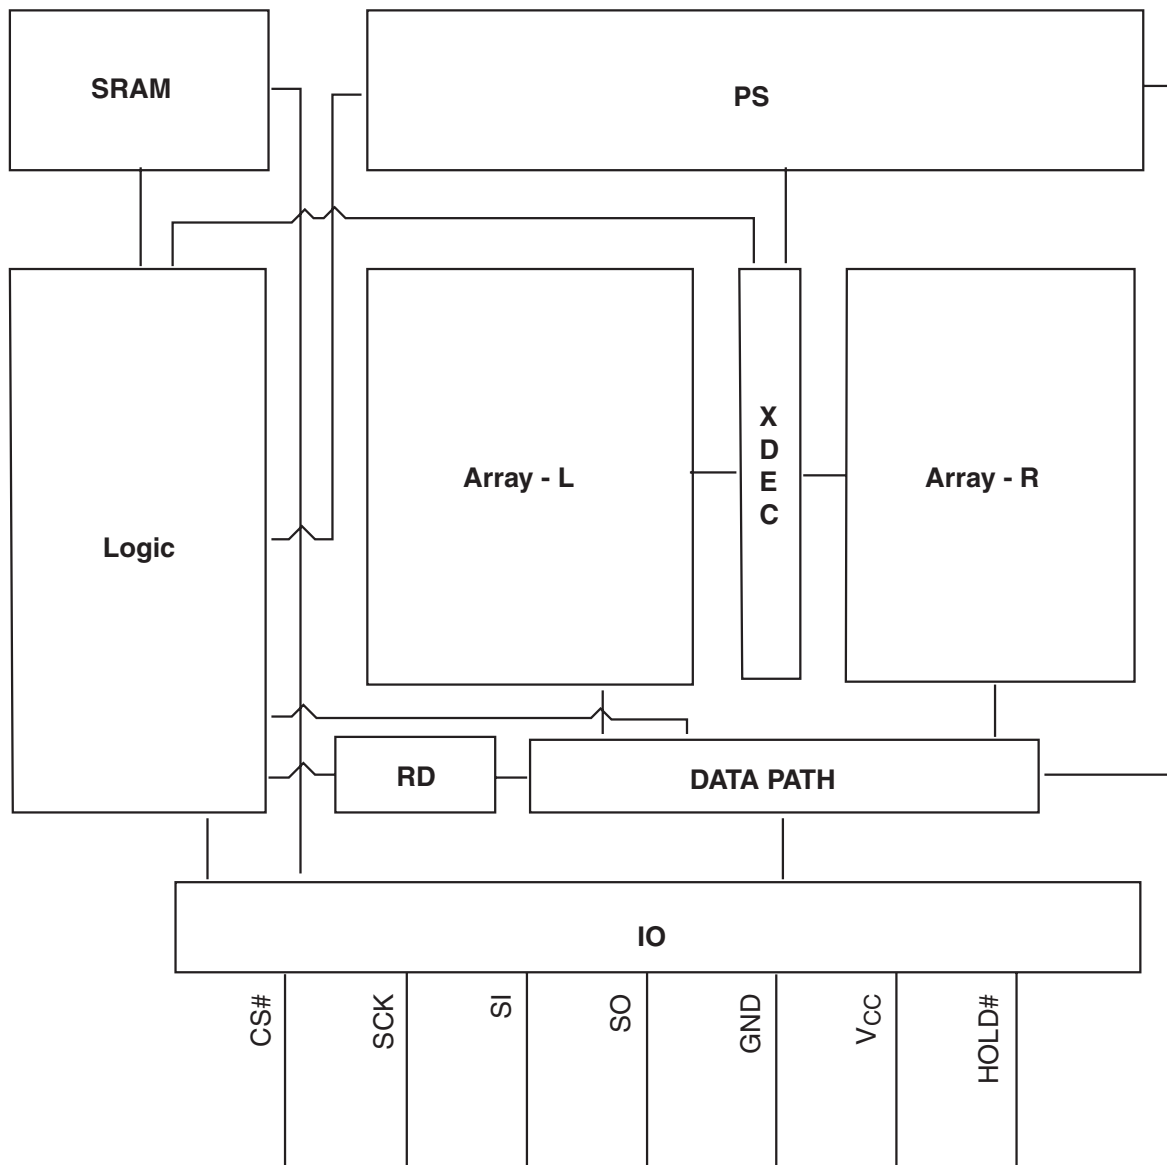 SRAM
PS
Logic
Array - L
X
D
E
C
Array - R
RD
DATA PATH
IO
CS#
SCK
SI
SO
GND
VCC
HOLD#